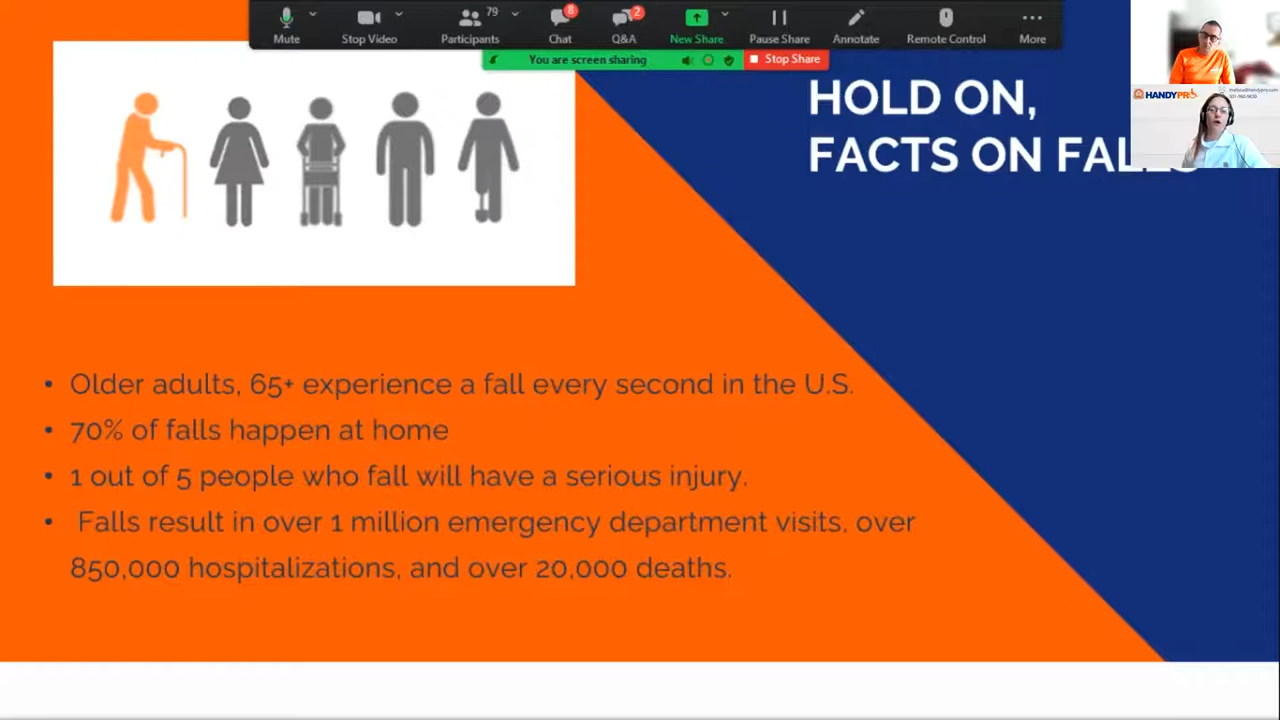 Mute
Stop Video
79
Participants
8
Chat
2
Q&A
New Share
Pause Share
Annotate
Remote Control
More
You are screen sharing
Stop Share
HANDYPRO
HOLD ON,
FACTS ON
• Older adults, 65+ experience a fall every second in the U.S.
• 70% of falls happen at home
• 1 out of 5 people who fall will have a serious injury.
• Falls result in over 1 million emergency department visits, over
850,000 hospitalizations, and over 20,000 deaths.